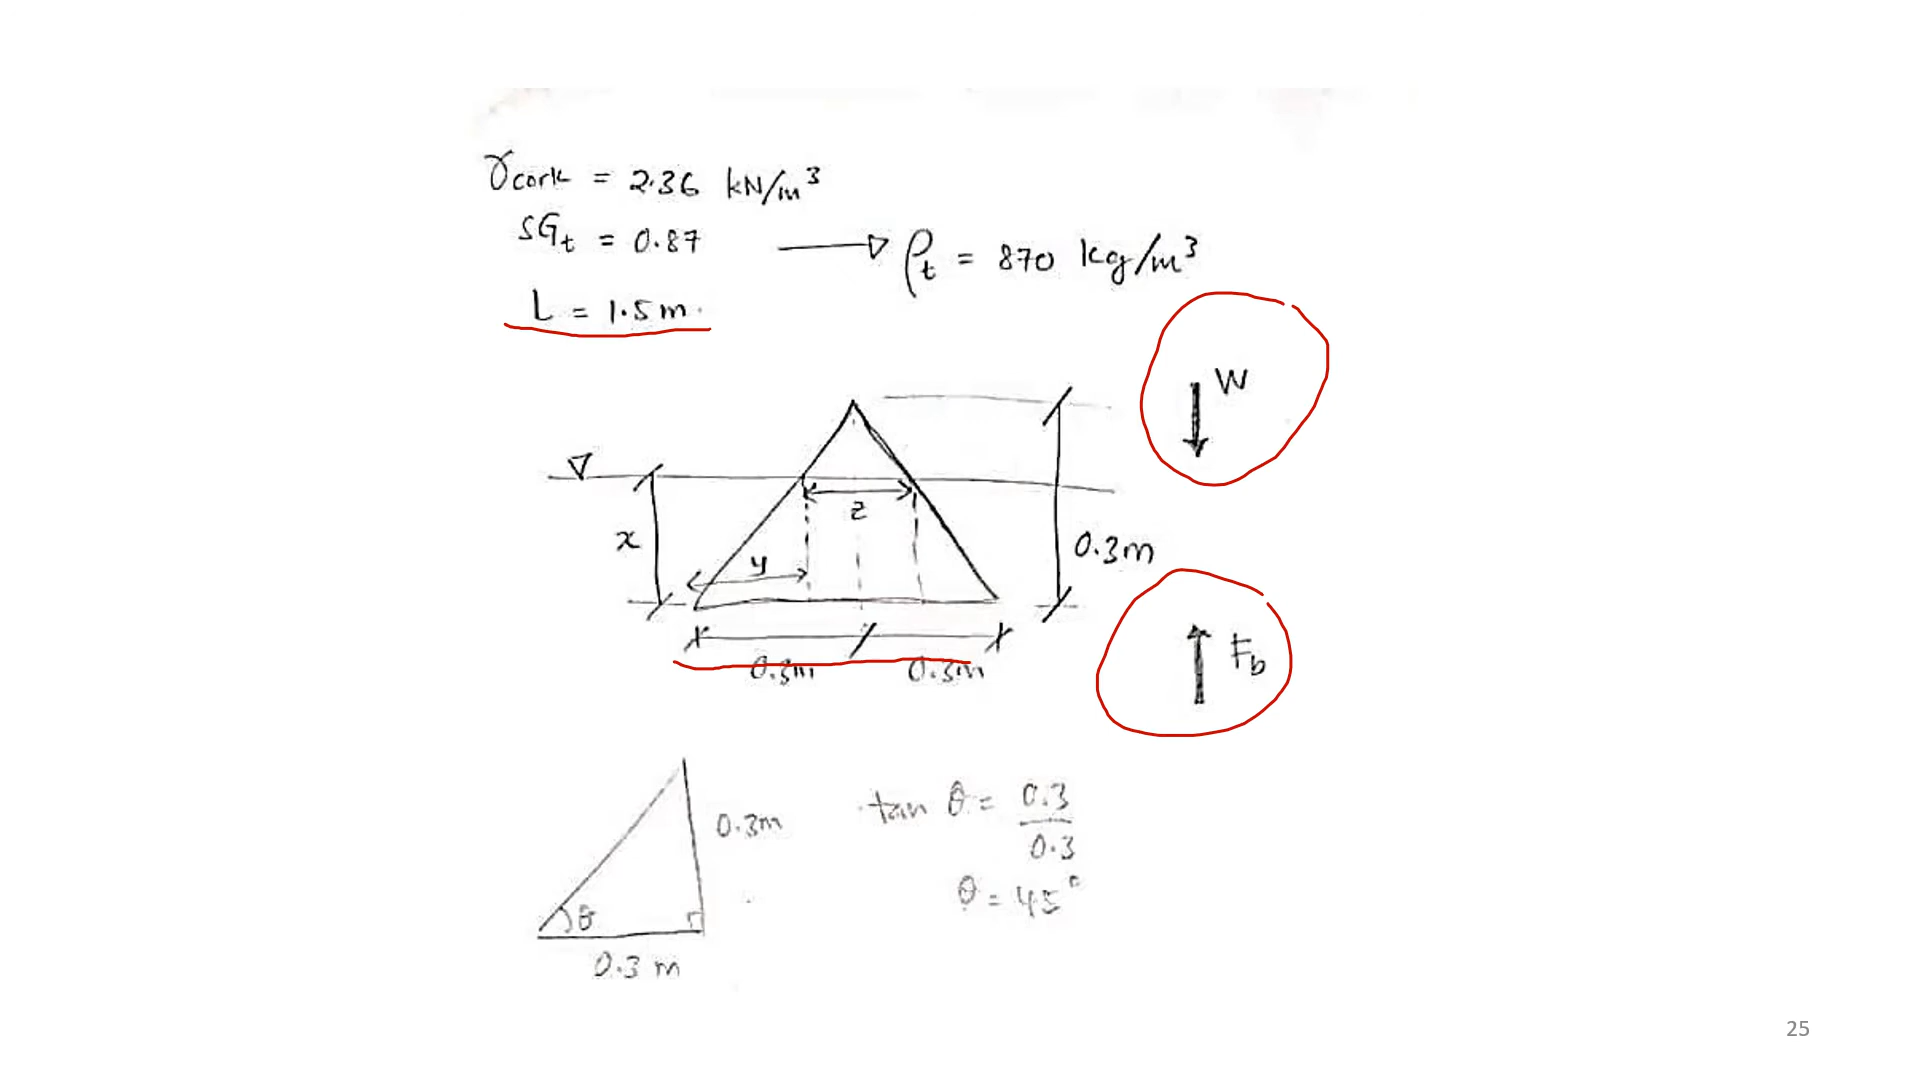 γcork = 2.36 kN/m³
SGt = 0.87 → ρt = 870 kg/m³
L = 1.5m.
W
z
x
0.3m
y
Fb
0.3m 0.3m
0.3m
tan θ = 0.3/0.3
θ = 45°
θ
0.3 m
25